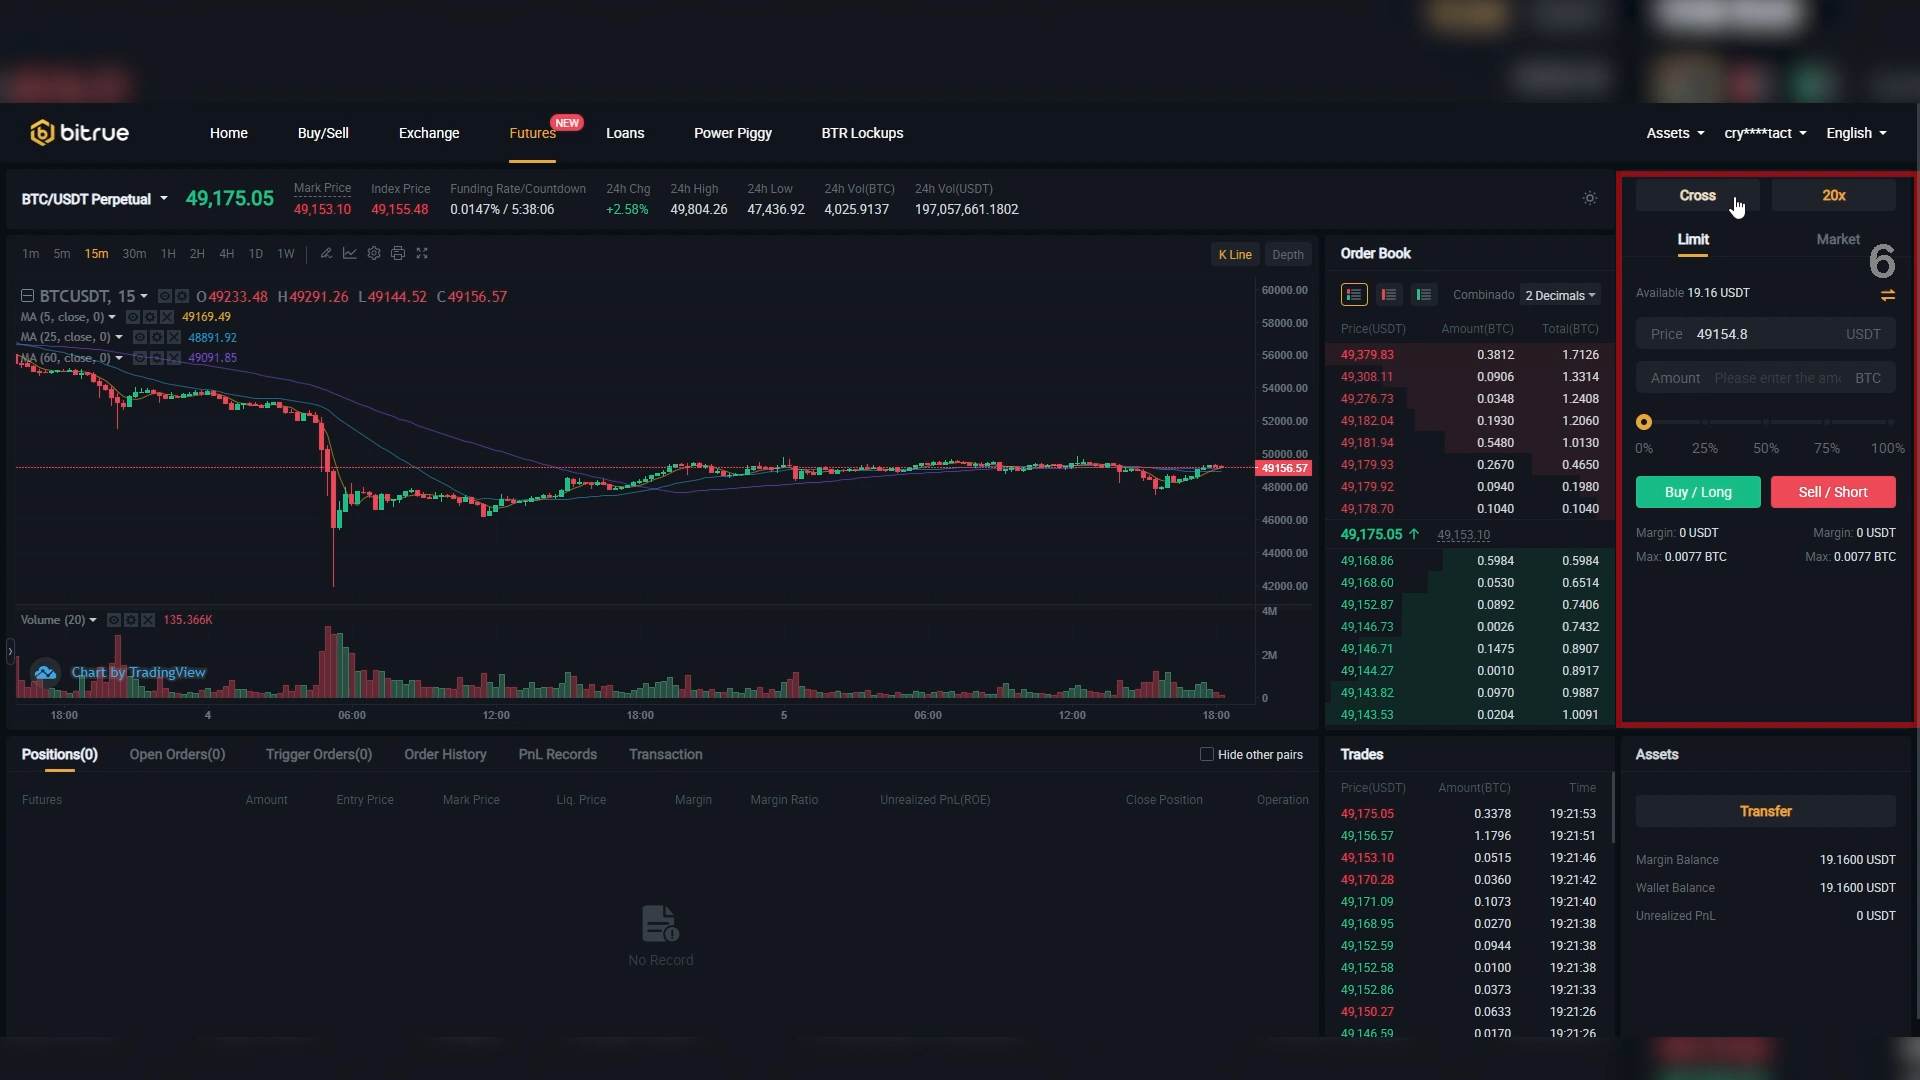 bitrue
Home Buy/Sell Exchange Futures NEW Loans Power Piggy BTR Lockups
Assets cry****tact English
BTC/USDT Perpetual 49,175.05
Mark Price Index Price Funding Rate/Countdown 24h Chg 24h High 24h Low 24h Vol(BTC) 24h Vol(USDT)
49,153.10 49,155.48 0.0147% / 5:38:06 +2.58% 49,804.26 47,436.92 4,025.9137 197,057,661.1802
1m 5m 15m 30m 1H 2H 4H 1D 1W
K Line Depth
BTCUSDT, 15 O49233.48 H49291.26 L49144.52 C49156.57
MA (5, close, 0) 49169.49
MA (25, close, 0) 48891.92
MA (60, close, 0) 49091.85
60000.00
58000.00
56000.00
54000.00
52000.00
50000.00
49156.57
48000.00
46000.00
44000.00
42000.00
Volume (20) 135.366K
4M
2M
0
Chart by TradingView
18:00 4 06:00 12:00 18:00 5 06:00 12:00 18:00
Order Book
Combinado 2 Decimals
Price(USDT) Amount(BTC) Total(BTC)
49,379.83 0.3812 1.7126
49,308.11 0.0906 1.3314
49,276.73 0.0348 1.2408
49,182.04 0.1930 1.2060
49,181.94 0.5480 1.0130
49,179.93 0.2670 0.4650
49,179.92 0.0940 0.1980
49,178.70 0.1040 0.1040
49,175.05 49,153.10
49,168.86 0.5984 0.5984
49,168.60 0.0530 0.6514
49,152.87 0.0892 0.7406
49,146.73 0.0026 0.7432
49,146.71 0.1475 0.8907
49,144.27 0.0010 0.8917
49,143.82 0.0970 0.9887
49,143.53 0.0204 1.0091
Cross 20x
Limit Market
6
Available 19.16 USDT
Price 49154.8 USDT
Amount Please enter the am BTC
0% 25% 50% 75% 100%
Buy / Long Sell / Short
Margin: 0 USDT Margin: 0 USDT
Max: 0.0077 BTC Max: 0.0077 BTC
Positions(0) Open Orders(0) Trigger Orders(0) Order History PnL Records Transaction
Hide other pairs
Futures Amount Entry Price Mark Price Liq. Price Margin Margin Ratio Unrealized PnL(ROE) Close Position Operation
No Record
Trades
Price(USDT) Amount(BTC) Time
49,175.05 0.3378 19:21:53
49,156.57 1.1796 19:21:51
49,153.10 0.0515 19:21:46
49,170.28 0.0360 19:21:42
49,171.09 0.1073 19:21:40
49,168.95 0.0270 19:21:38
49,152.59 0.0944 19:21:38
49,152.58 0.0100 19:21:38
49,152.86 0.0373 19:21:33
49,150.27 0.0633 19:21:26
49,146.59 0.0170 19:21:26
Assets
Transfer
Margin Balance 19.1600 USDT
Wallet Balance 19.1600 USDT
Unrealized PnL 0 USDT